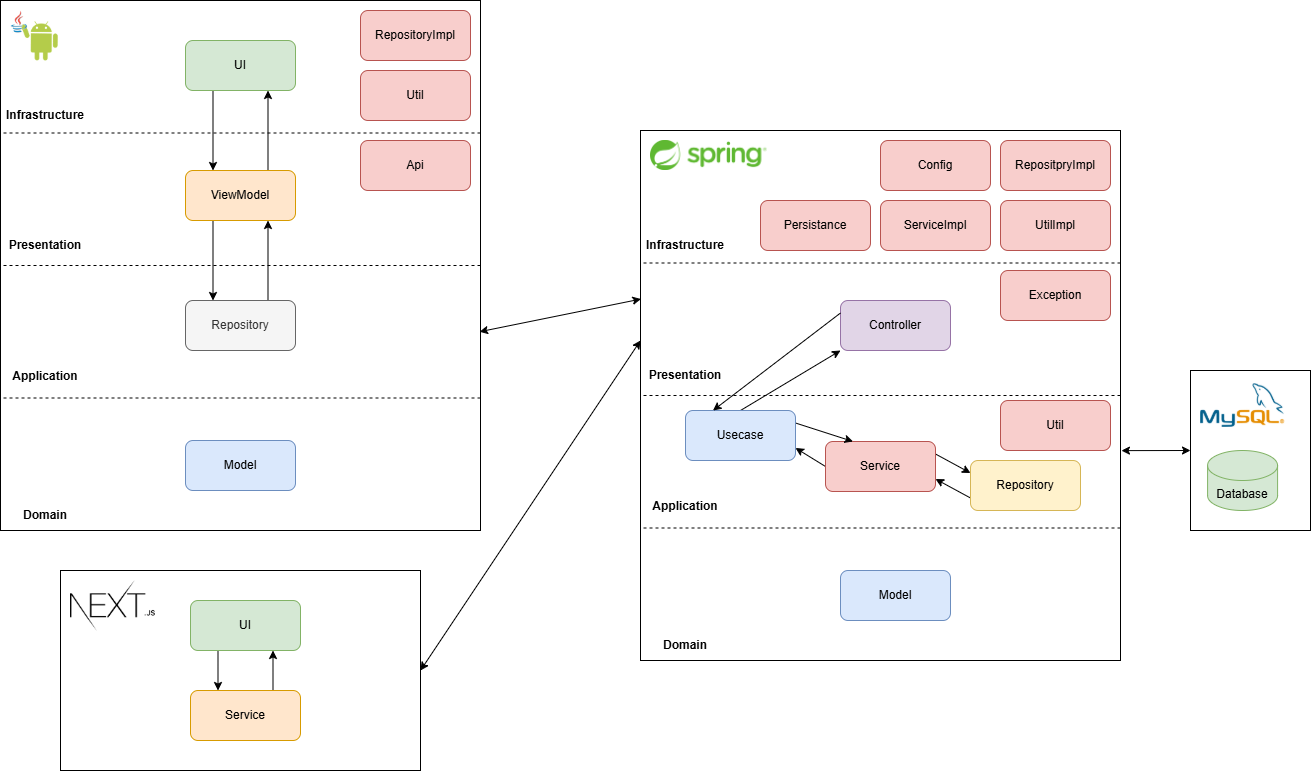 UI
RepositoryImpl
Util
Infrastructure
Api
ViewModel
Presentation
Repository
Application
Model
Domain
NEXT.JS
UI
Service
spring
Config
RepositpryImpl
Persistance
ServiceImpl
UtilImpl
Infrastructure
Exception
Controller
Presentation
Usecase
Util
Service
Repository
Application
Model
Domain
MySQL
Database